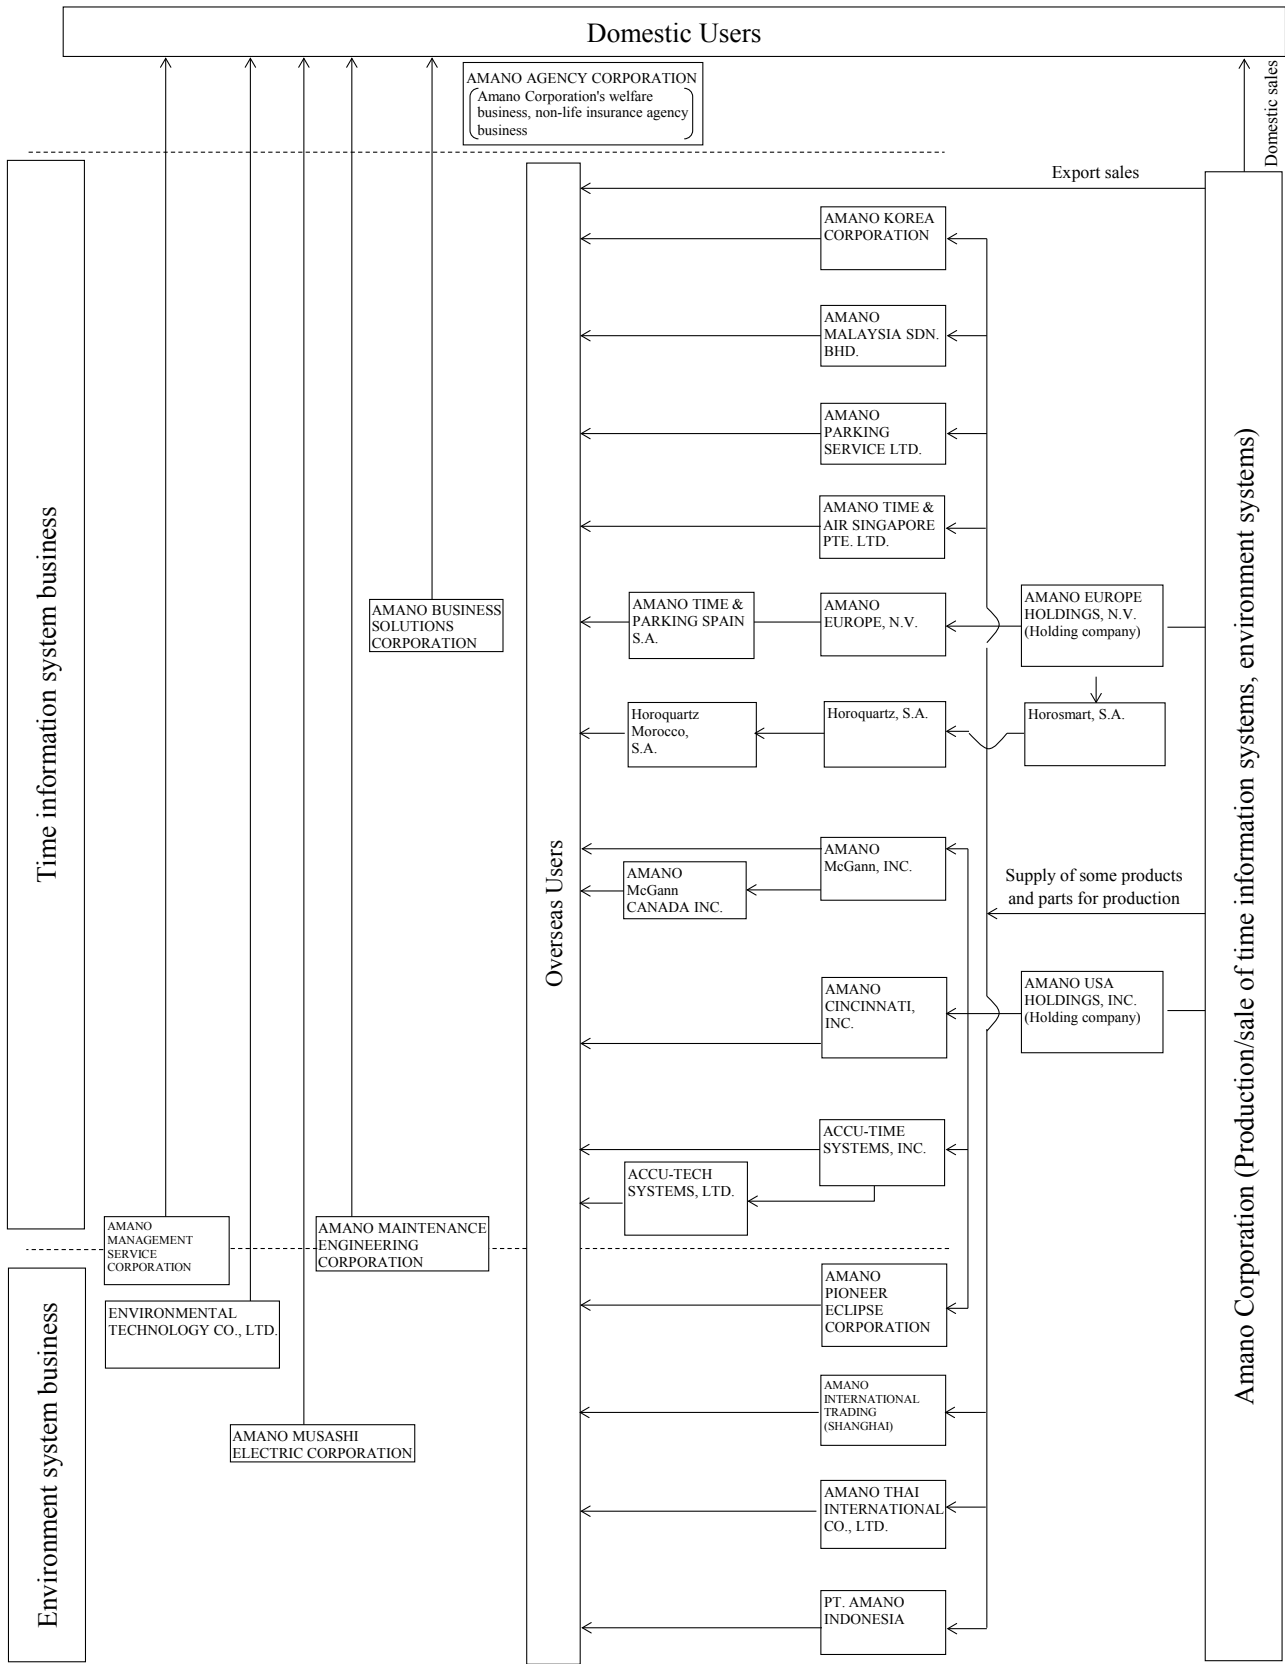 Domestic Users
AMANO AGENCY CORPORATION
Amano Corporation's welfare
business, non-life insurance agency
business
Domestic sales
Export sales
AMANO KOREA
CORPORATION
AMANO
MALAYSIA SDN.
BHD.
AMANO
PARKING
SERVICE LTD.
AMANO TIME &
AIR SINGAPORE
PTE. LTD.
Time information system business
AMANO BUSINESS
SOLUTIONS
CORPORATION
AMANO TIME &
PARKING SPAIN
S.A.
AMANO
EUROPE, N.V.
AMANO EUROPE
HOLDINGS, N.V.
(Holding company)
Horoquartz
Morocco,
S.A.
Horoquartz, S.A.
Horosmart, S.A.
Overseas Users
AMANO
McGann, INC.
AMANO
McGann
CANADA INC.
Supply of some products
and parts for production
Amano Corporation (Production/sale of time information systems, environment systems)
AMANO
CINCINNATI,
INC.
AMANO USA
HOLDINGS, INC.
(Holding company)
ACCU-TIME
SYSTEMS, INC.
ACCU-TECH
SYSTEMS, LTD.
AMANO
MANAGEMENT
SERVICE
CORPORATION
AMANO MAINTENANCE
ENGINEERING
CORPORATION
Environment system business
ENVIRONMENTAL
TECHNOLOGY CO., LTD.
AMANO
PIONEER
ECLIPSE
CORPORATION
AMANO
INTERNATIONAL
TRADING
(SHANGHAI)
AMANO MUSASHI
ELECTRIC CORPORATION
AMANO THAI
INTERNATIONAL
CO., LTD.
PT. AMANO
INDONESIA